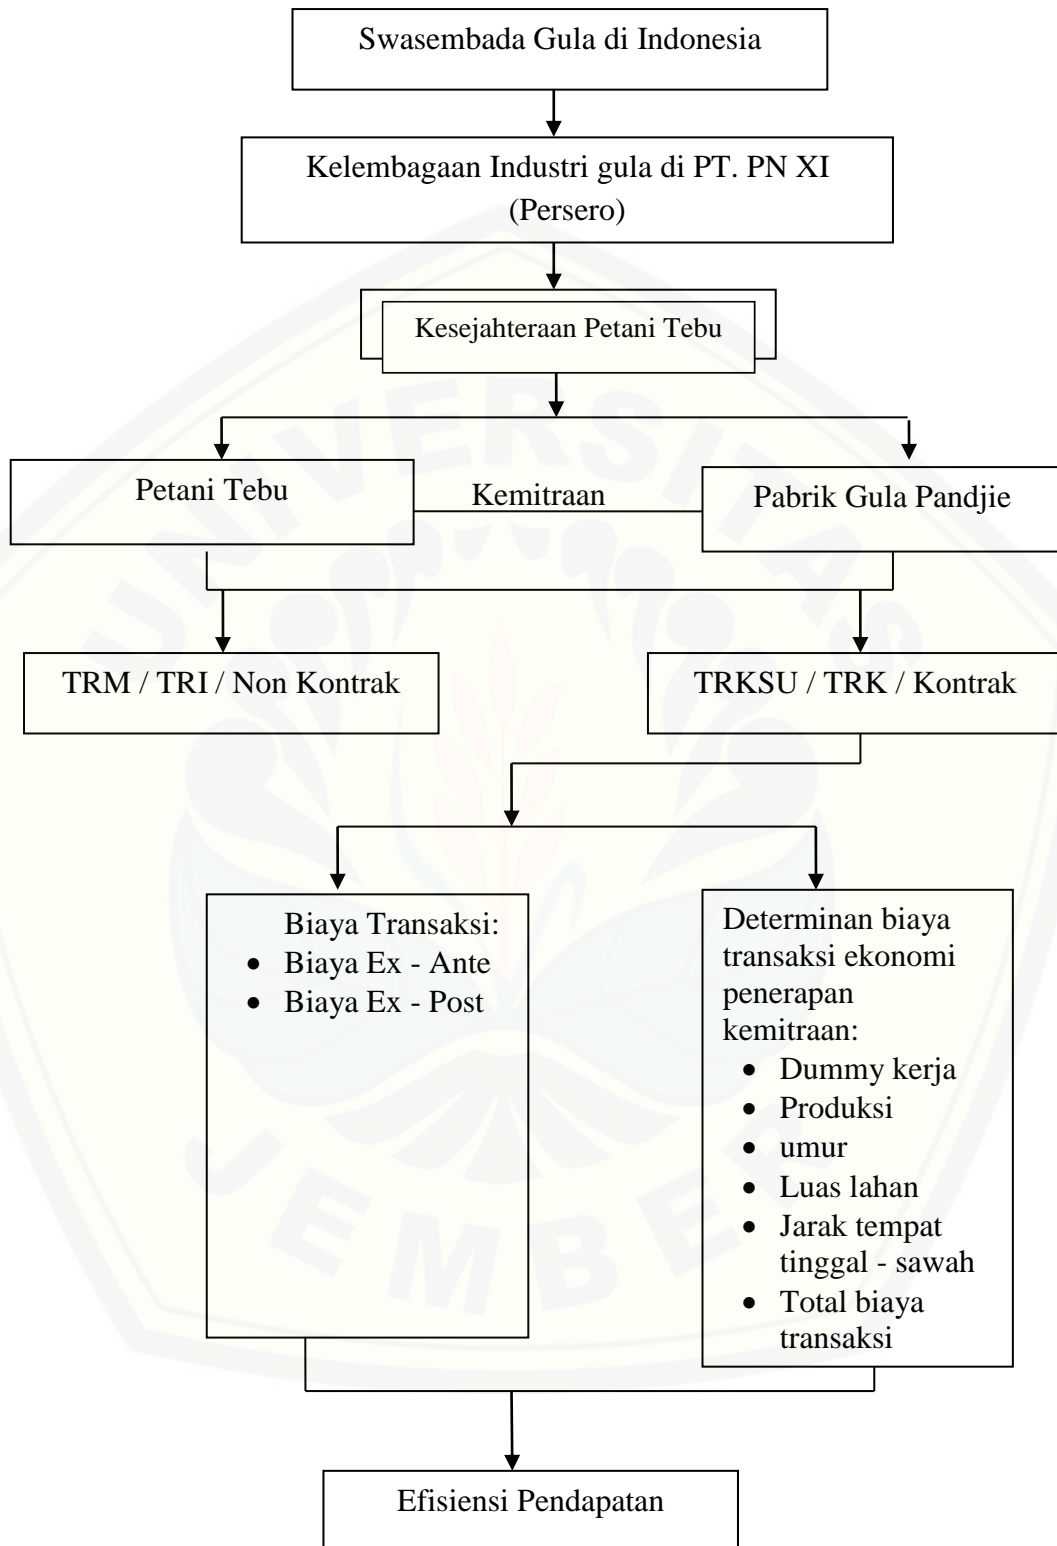 Swasembada Gula di Indonesia
Kelembagaan Industri gula di PT. PN XI
(Persero)
Kesejahteraan Petani Tebu
Petani Tebu
Kemitraan
Pabrik Gula Pandjie
TRM / TRI / Non Kontrak
TRKSU / TRK / Kontrak
Biaya Transaksi:
• Biaya Ex - Ante
• Biaya Ex - Post
Determinan biaya
transaksi ekonomi
penerapan
kemitraan:
• Dummy kerja
• Produksi
• umur
• Luas lahan
• Jarak tempat
tinggal - sawah
• Total biaya
transaksi
Efisiensi Pendapatan
UNIVERSITAS
JEMBER